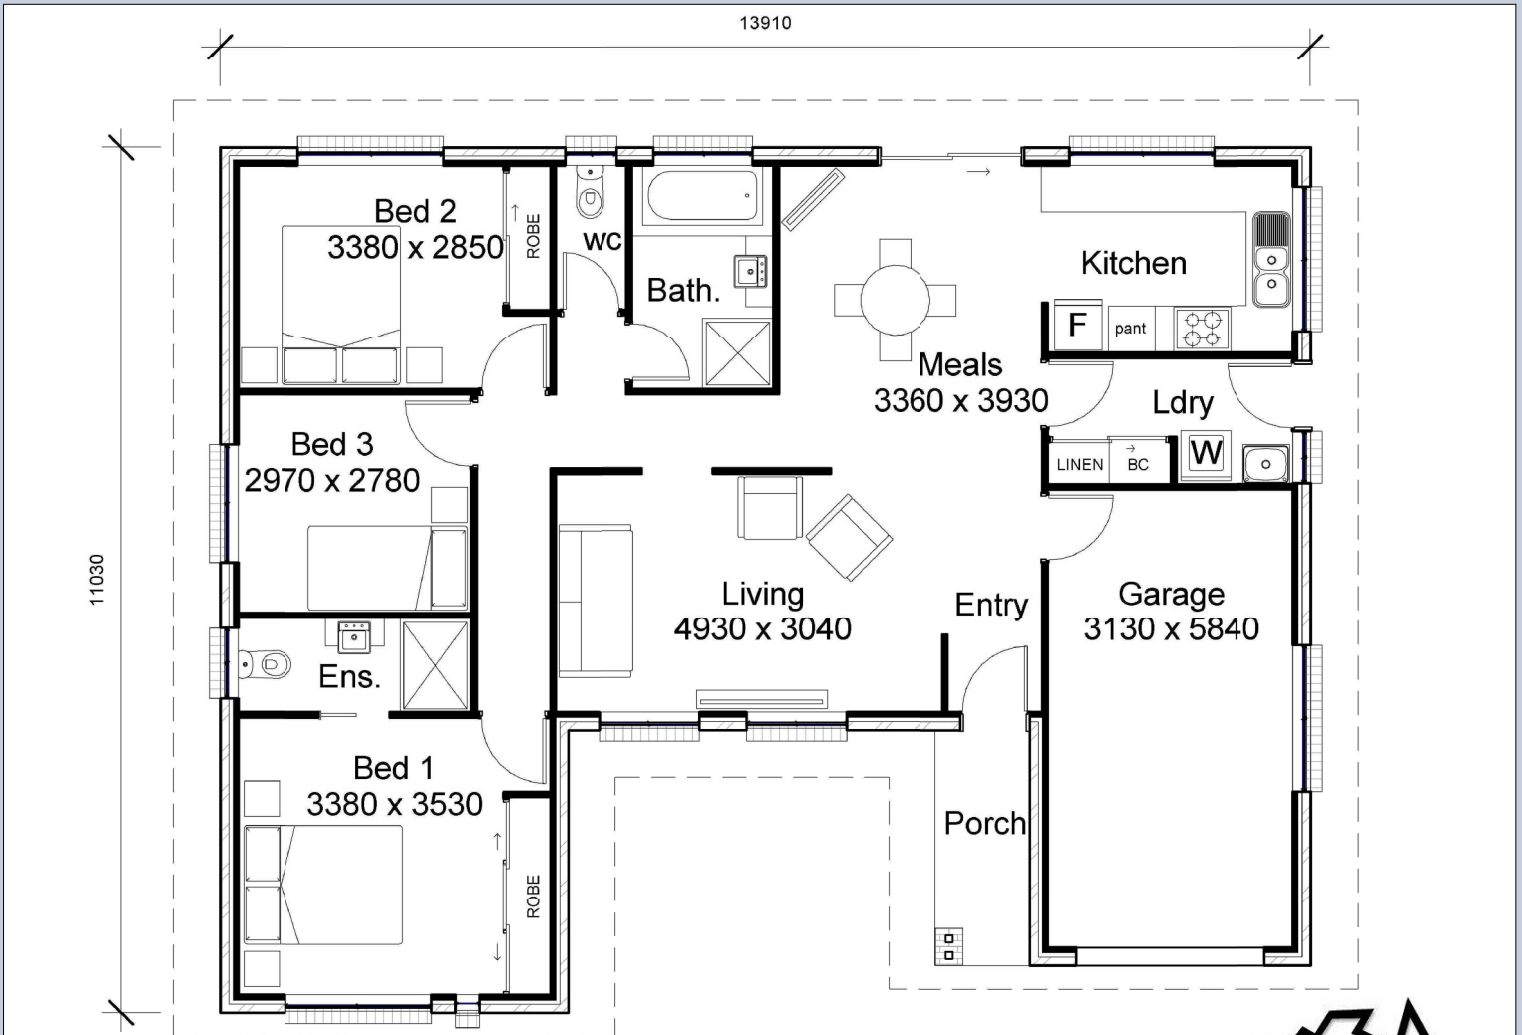 13910
Bed 2
3380 x 2850
ROBE
WC
Bath.
Kitchen
F
pant
Meals
3360 x 3930
Ldry
LINEN
BC
W
Bed 3
2970 x 2780
11030
Living
4930 x 3040
Entry
Garage
3130 x 5840
Ens.
Bed 1
3380 x 3530
ROBE
Porch